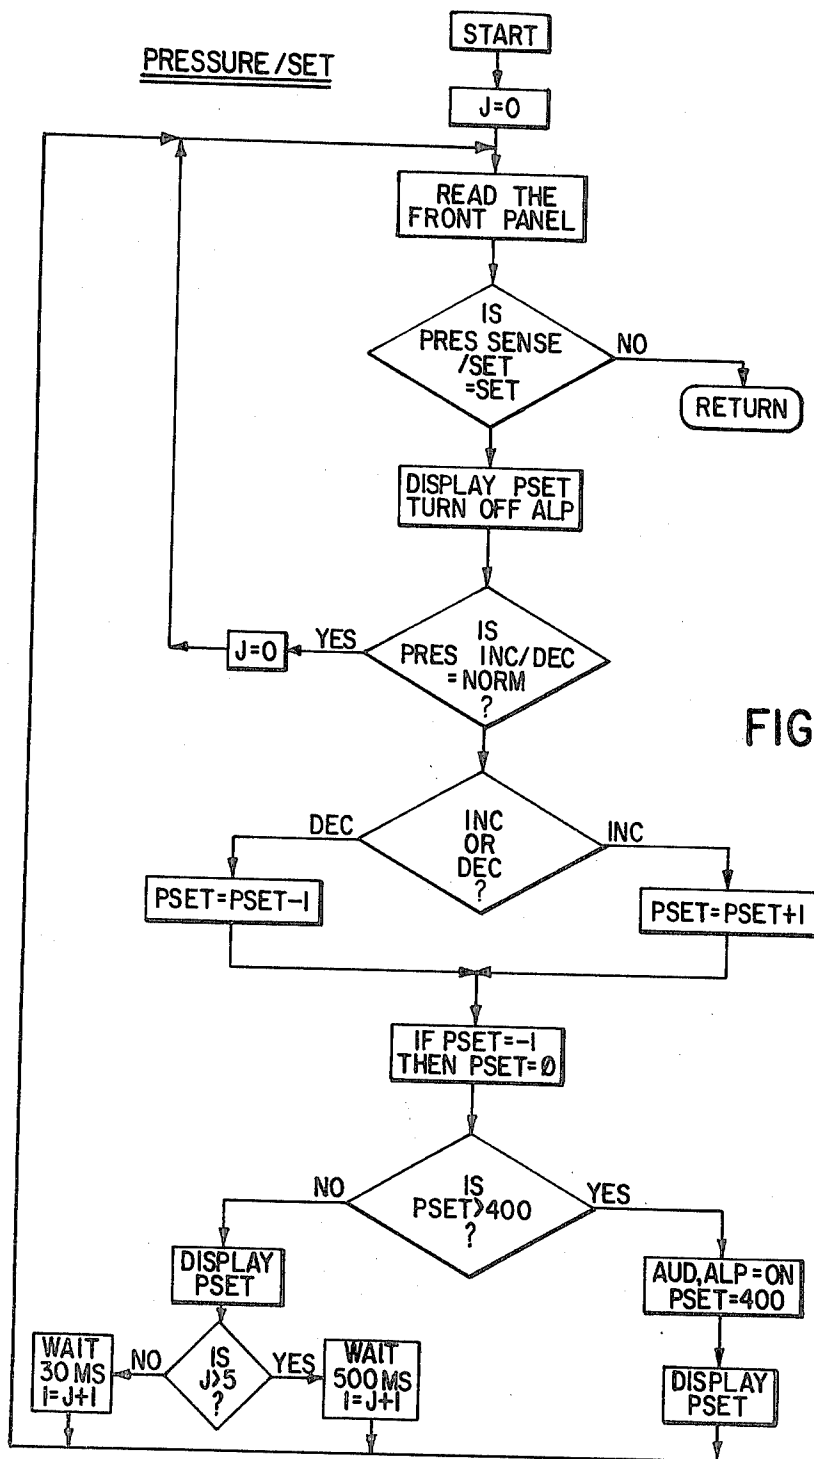 START
PRESSURE/SET
J=0
READ THE
FRONT PANEL
IS
PRES SENSE
/SET
=SET
NO
RETURN
DISPLAY PSET
TURN OFF ALP
IS
PRES INC/DEC
=NORM
?
YES
J=0
FIG
INC
OR
DEC
?
DEC
INC
PSET=PSET-1
PSET=PSET+1
IF PSET=-1
THEN PSET=Ø
IS
PSET>400
?
NO
YES
DISPLAY
PSET
AUD,ALP=ON
PSET=400
IS
J>5
?
NO
YES
WAIT
30 MS
I=J+1
WAIT
500 MS
I=J+1
DISPLAY
PSET